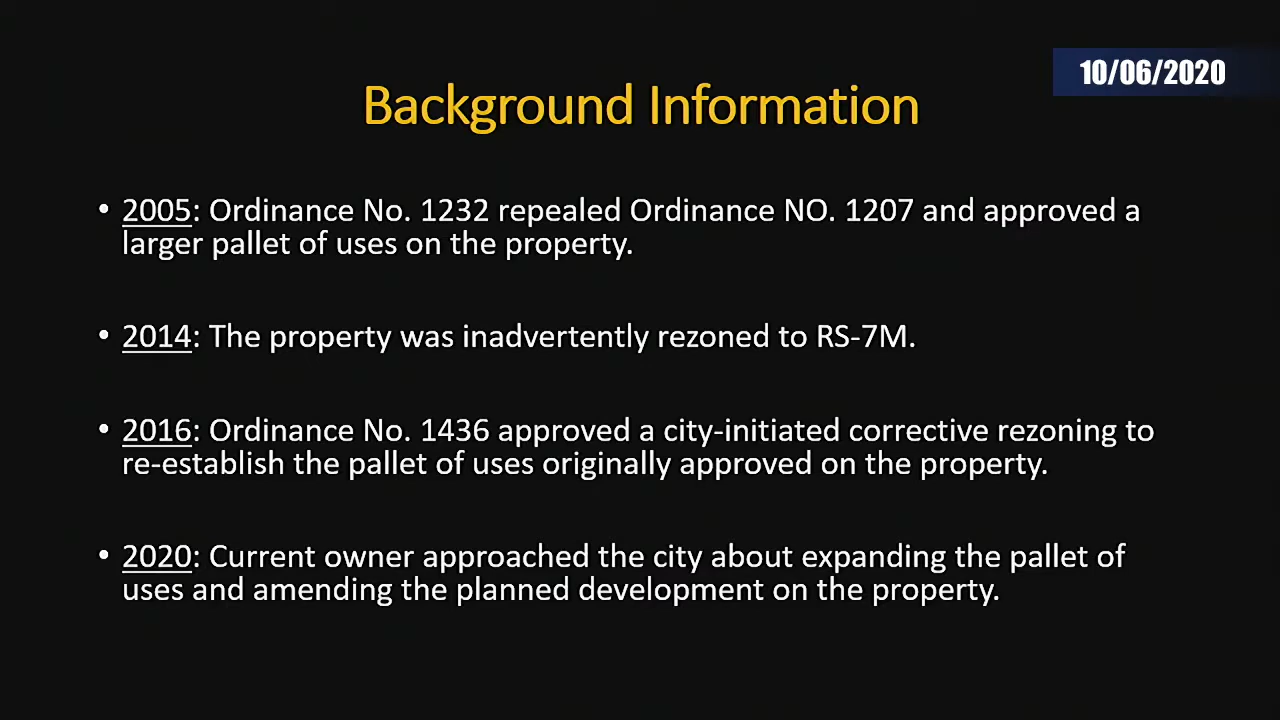 10/06/2020
Background Information
• 2005: Ordinance No. 1232 repealed Ordinance NO. 1207 and approved a
larger pallet of uses on the property.
• 2014: The property was inadvertently rezoned to RS-7M.
• 2016: Ordinance No. 1436 approved a city-initiated corrective rezoning to
re-establish the pallet of uses originally approved on the property.
• 2020: Current owner approached the city about expanding the pallet of
uses and amending the planned development on the property.